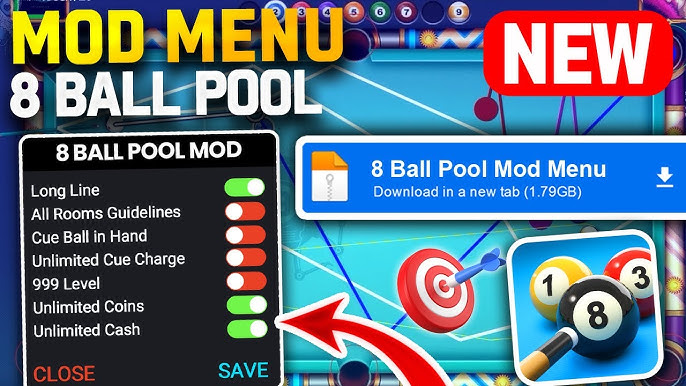 MOD MENU
8 BALL POOL
NEW
8 BALL POOL MOD
Long Line
All Rooms Guidelines
Cue Ball in Hand
Unlimited Cue Charge
999 Level
Unlimited Coins
Unlimited Cash
CLOSE SAVE
8 Ball Pool Mod Menu
Download in a new tab (1.79GB)
1
3
8